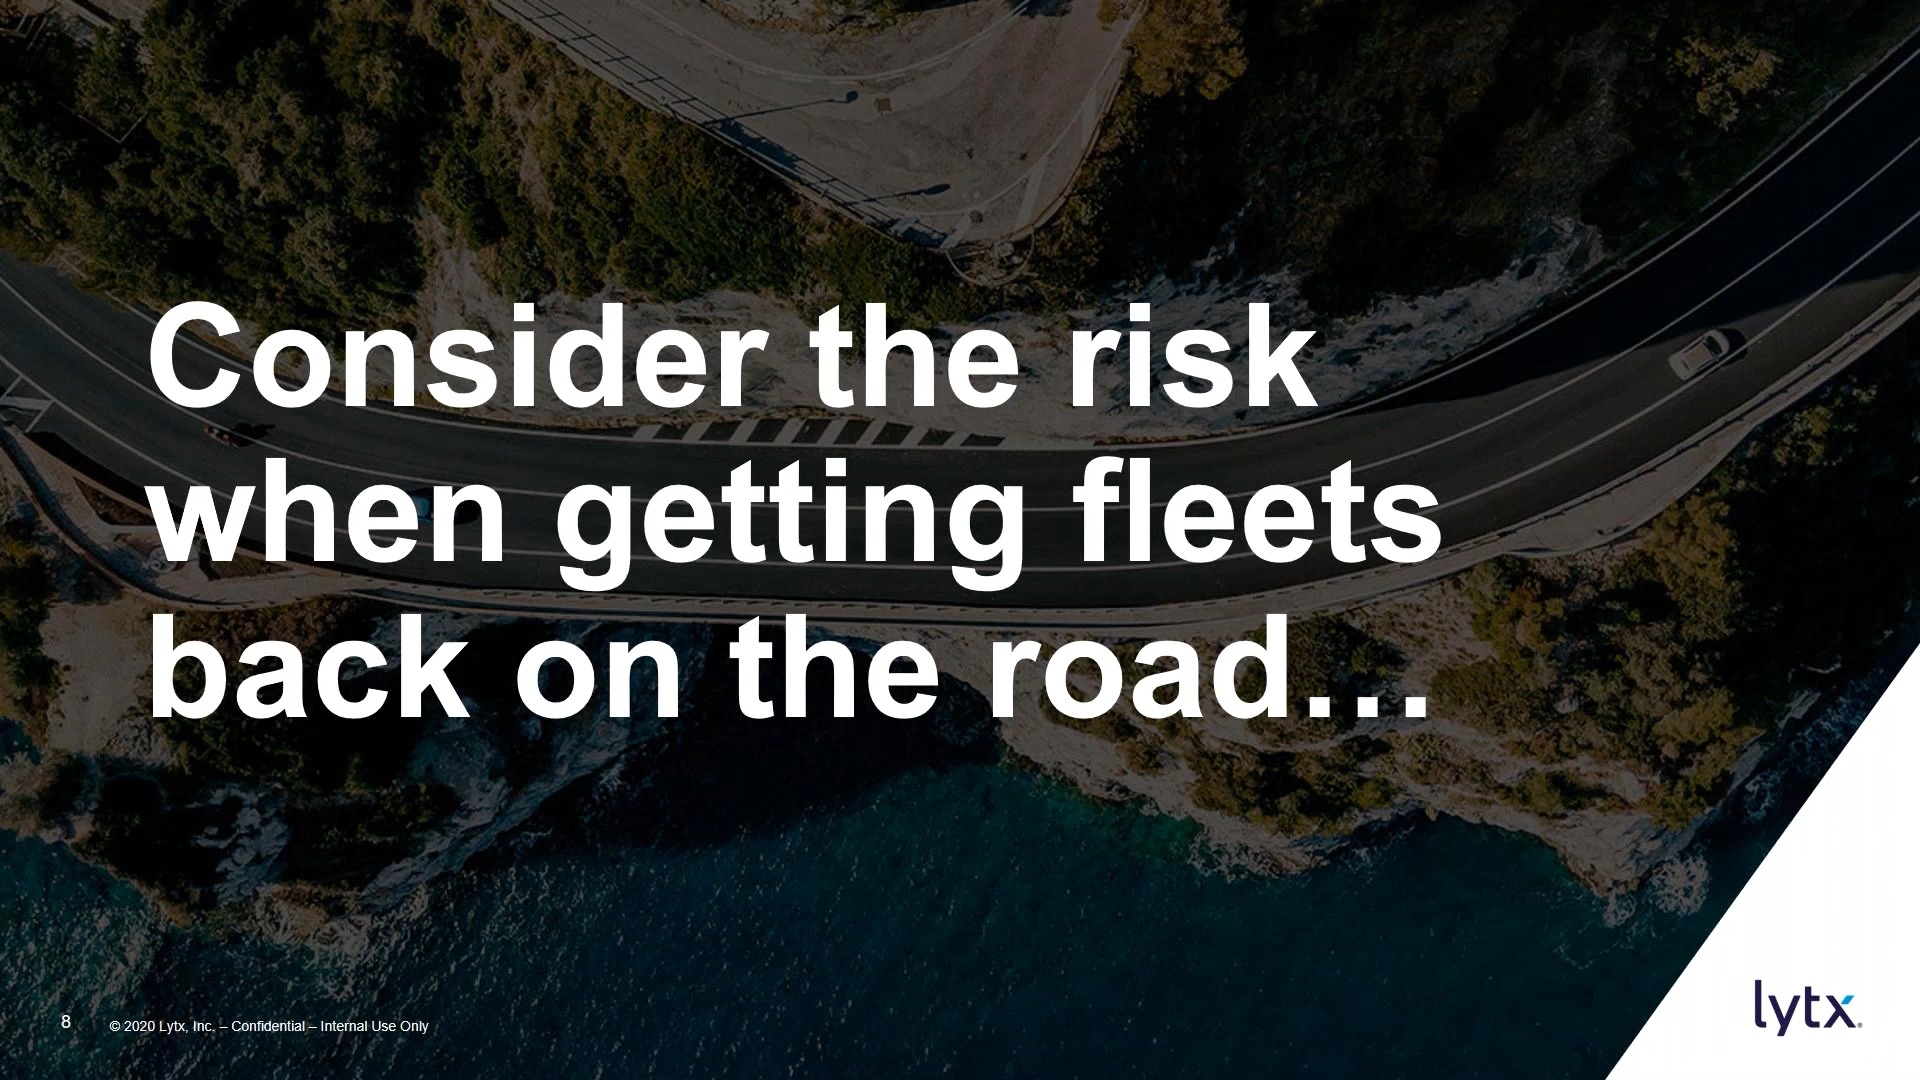 Consider the risk
when getting fleets
back on the road…
8
© 2020 Lytx, Inc. – Confidential – Internal Use Only
lytx®